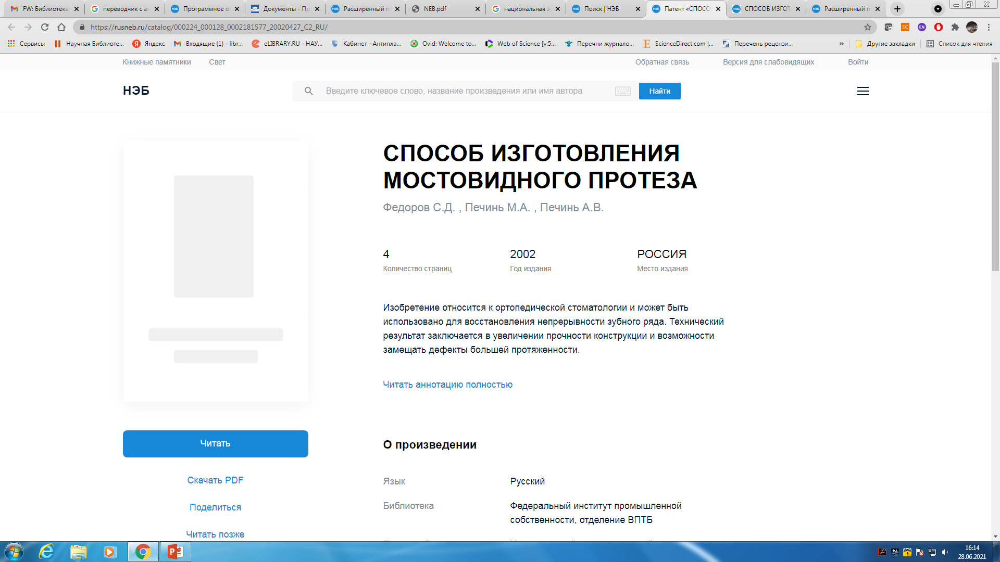 FW: Библиотека
переводчик с ан
Программное о
Документы - Пр
Расширенный п
NEB.pdf
национальная э
Поиск | НЭБ
Патент «СПОСО
СПОСОБ ИЗГОТ
Расширенный п
https://rusneb.ru/catalog/000224_000128_0002181577_20020427_C2_RU/
Сервисы
Научная Библиоте...
Яндекс
Входящие (1) - libr...
eLIBRARY.RU - НАУ...
Кабинет - Антипла...
Ovid: Welcome to...
Web of Science [v.5...
Перечни журнало...
ScienceDirect.com |...
Перечень рецензи...
»
Другие закладки
Список для чтения
Книжные памятники
Свет
Обратная связь
Версия для слабовидящих
Войти
НЭБ
Введите ключевое слово, название произведения или имя автора
Найти
СПОСОБ ИЗГОТОВЛЕНИЯ
МОСТОВИДНОГО ПРОТЕЗА
Федоров С.Д. , Печинь М.А. , Печинь А.В.
4
2002
РОССИЯ
Количество страниц
Год издания
Место издания
Изобретение относится к ортопедической стоматологии и может быть
использовано для восстановления непрерывности зубного ряда. Технический
результат заключается в увеличении прочности конструкции и возможности
замещать дефекты большей протяженности.
Читать аннотацию полностью
Читать
Скачать PDF
Поделиться
Читать позже
О произведении
Язык
Русский
Библиотека
Федеральный институт промышленной
собственности, отделение ВПТБ
16:14
28.06.2021